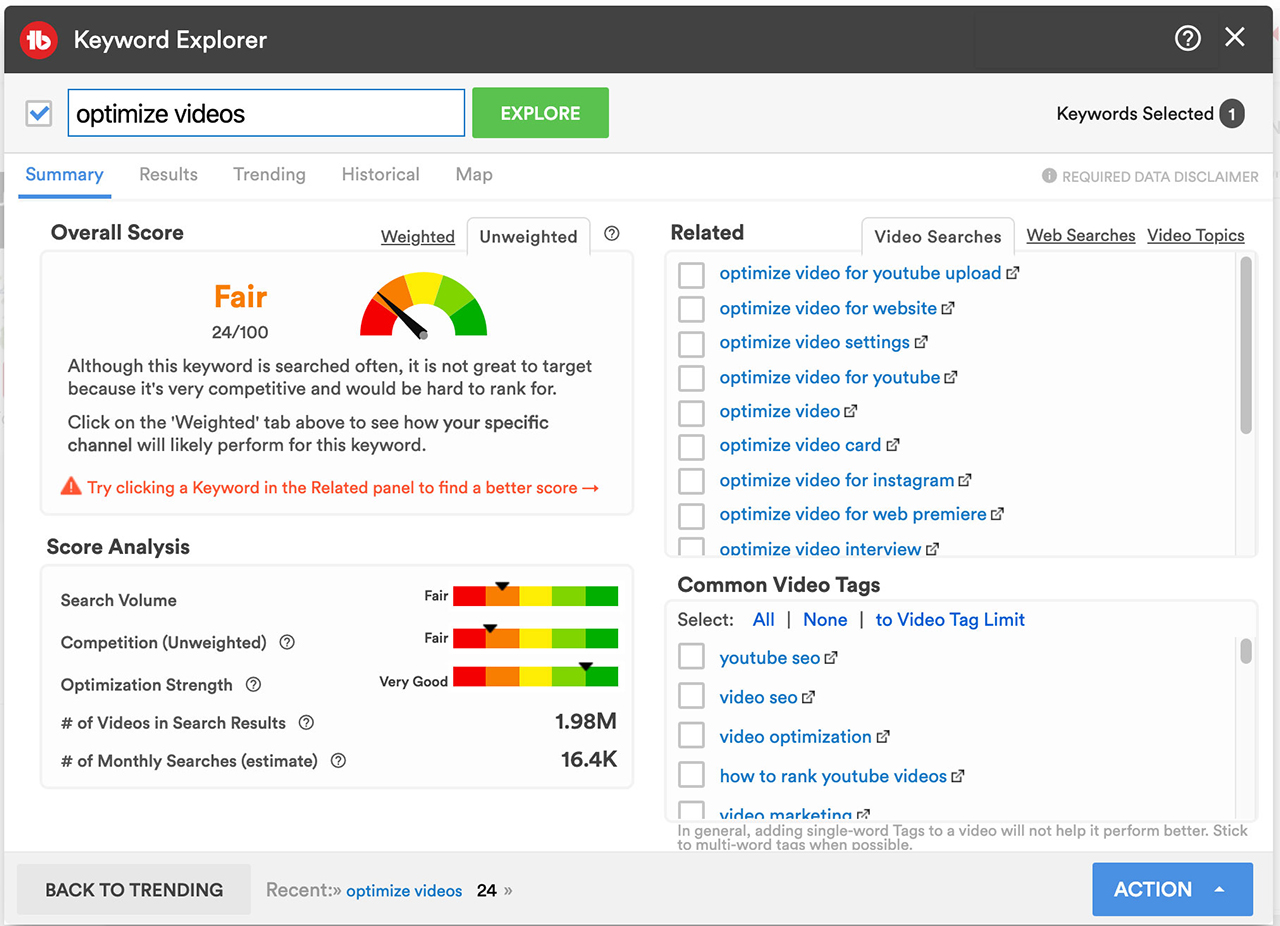 tb Keyword Explorer
optimize videos EXPLORE Keywords Selected 1
Summary Results Trending Historical Map REQUIRED DATA DISCLAIMER
Overall Score Weighted Unweighted
Fair
24/100
Although this keyword is searched often, it is not great to target
because it's very competitive and would be hard to rank for.
Click on the 'Weighted' tab above to see how your specific
channel will likely perform for this keyword.
Try clicking a Keyword in the Related panel to find a better score →
Score Analysis
Search Volume Fair
Competition (Unweighted) Fair
Optimization Strength Very Good
# of Videos in Search Results 1.98M
# of Monthly Searches (estimate) 16.4K
Related Video Searches Web Searches Video Topics
optimize video for youtube upload
optimize video for website
optimize video settings
optimize video for youtube
optimize video
optimize video card
optimize video for instagram
optimize video for web premiere
optimize video interview
Common Video Tags
Select: All | None | to Video Tag Limit
youtube seo
video seo
video optimization
how to rank youtube videos
video marketing
In general, adding single-word Tags to a video will not help it perform better. Stick
to multi-word tags when possible.
BACK TO TRENDING Recent:» optimize videos 24 » ACTION